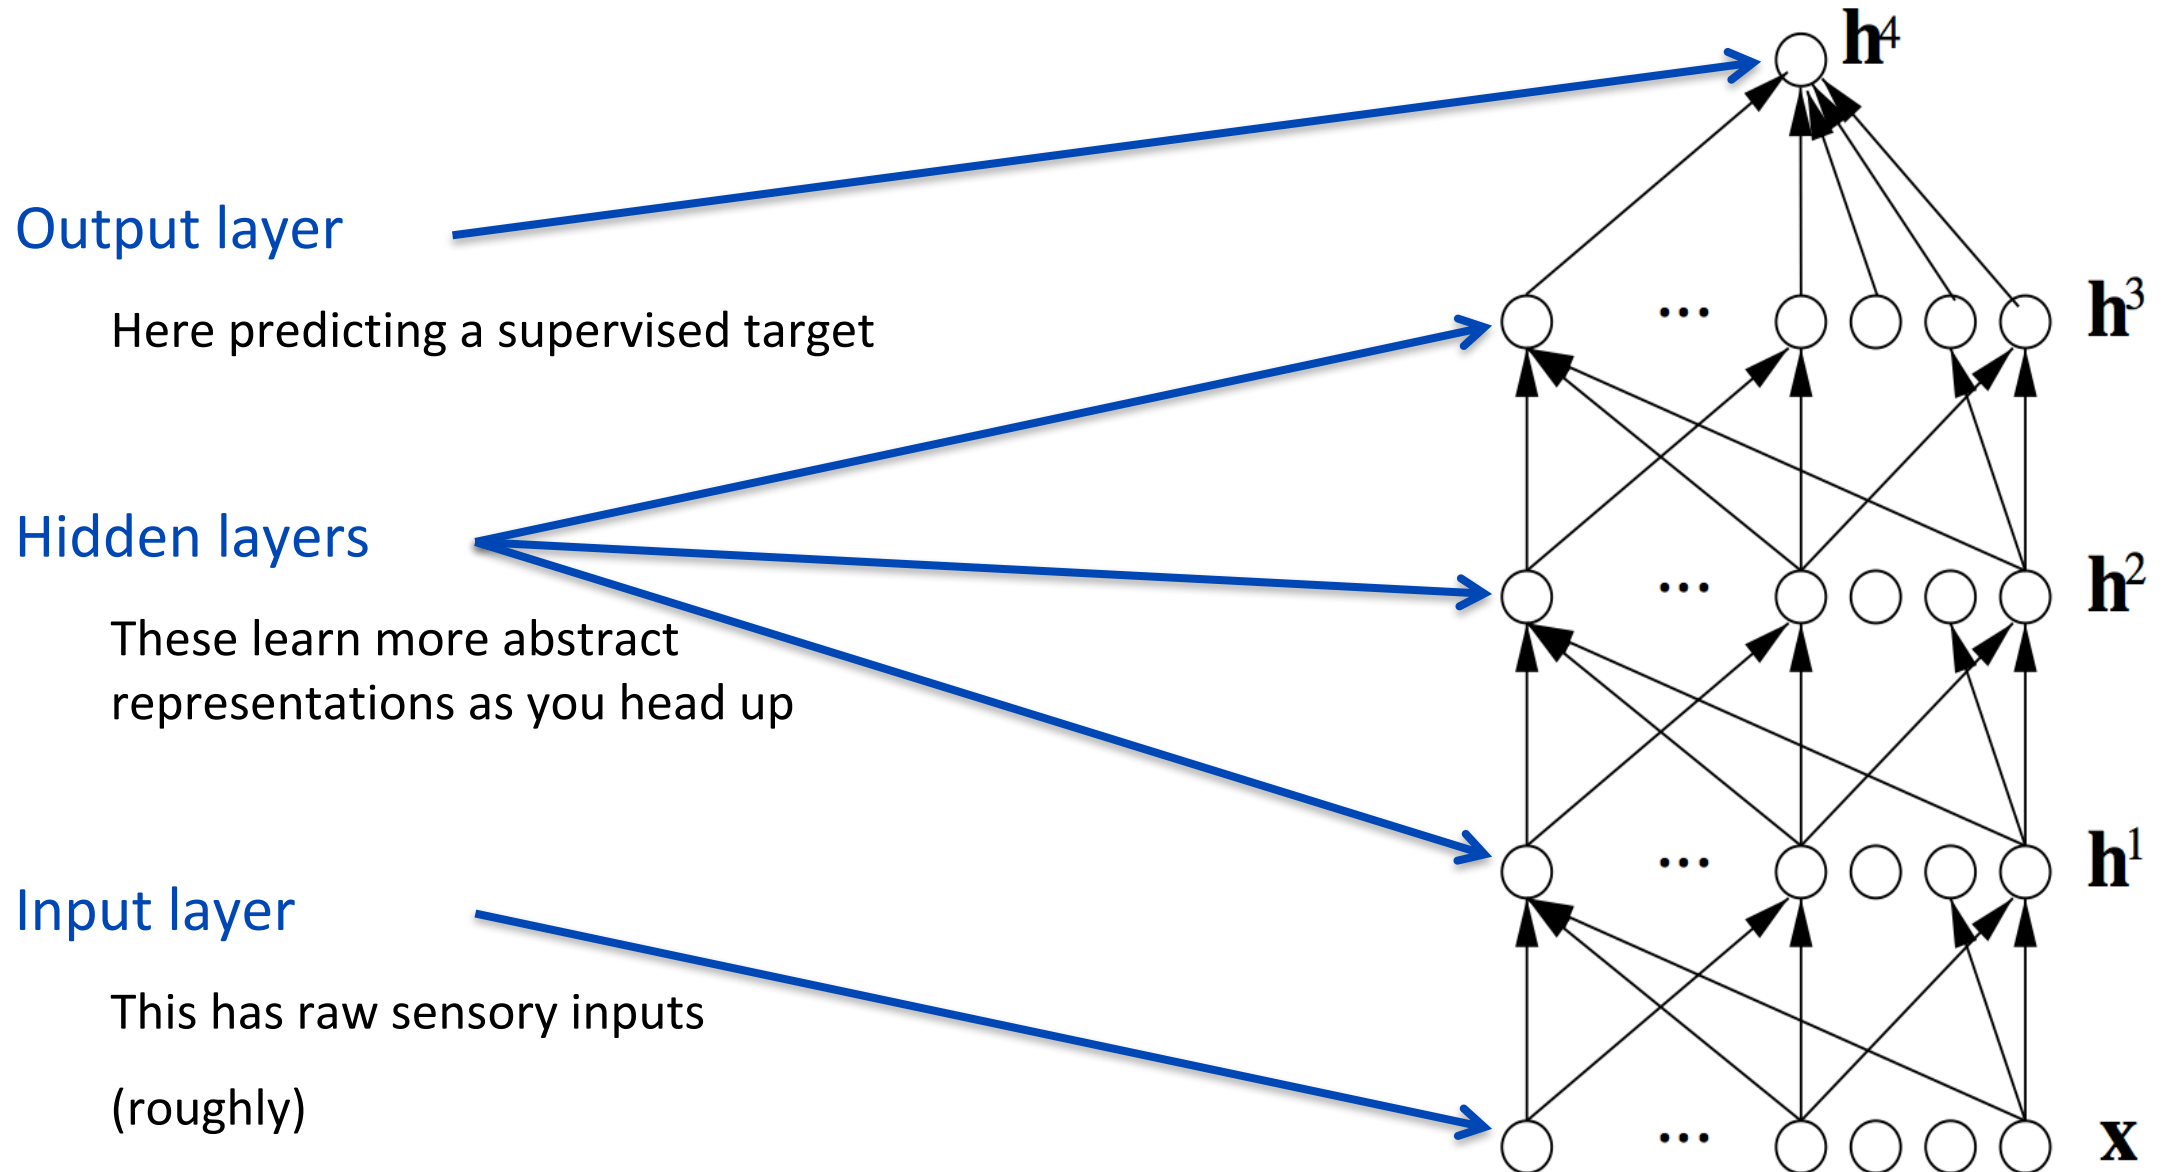 h⁴
Output layer
Here predicting a supervised target
... h³
Hidden layers
... h²
These learn more abstract
representations as you head up
... h¹
Input layer
This has raw sensory inputs
(roughly)
... x